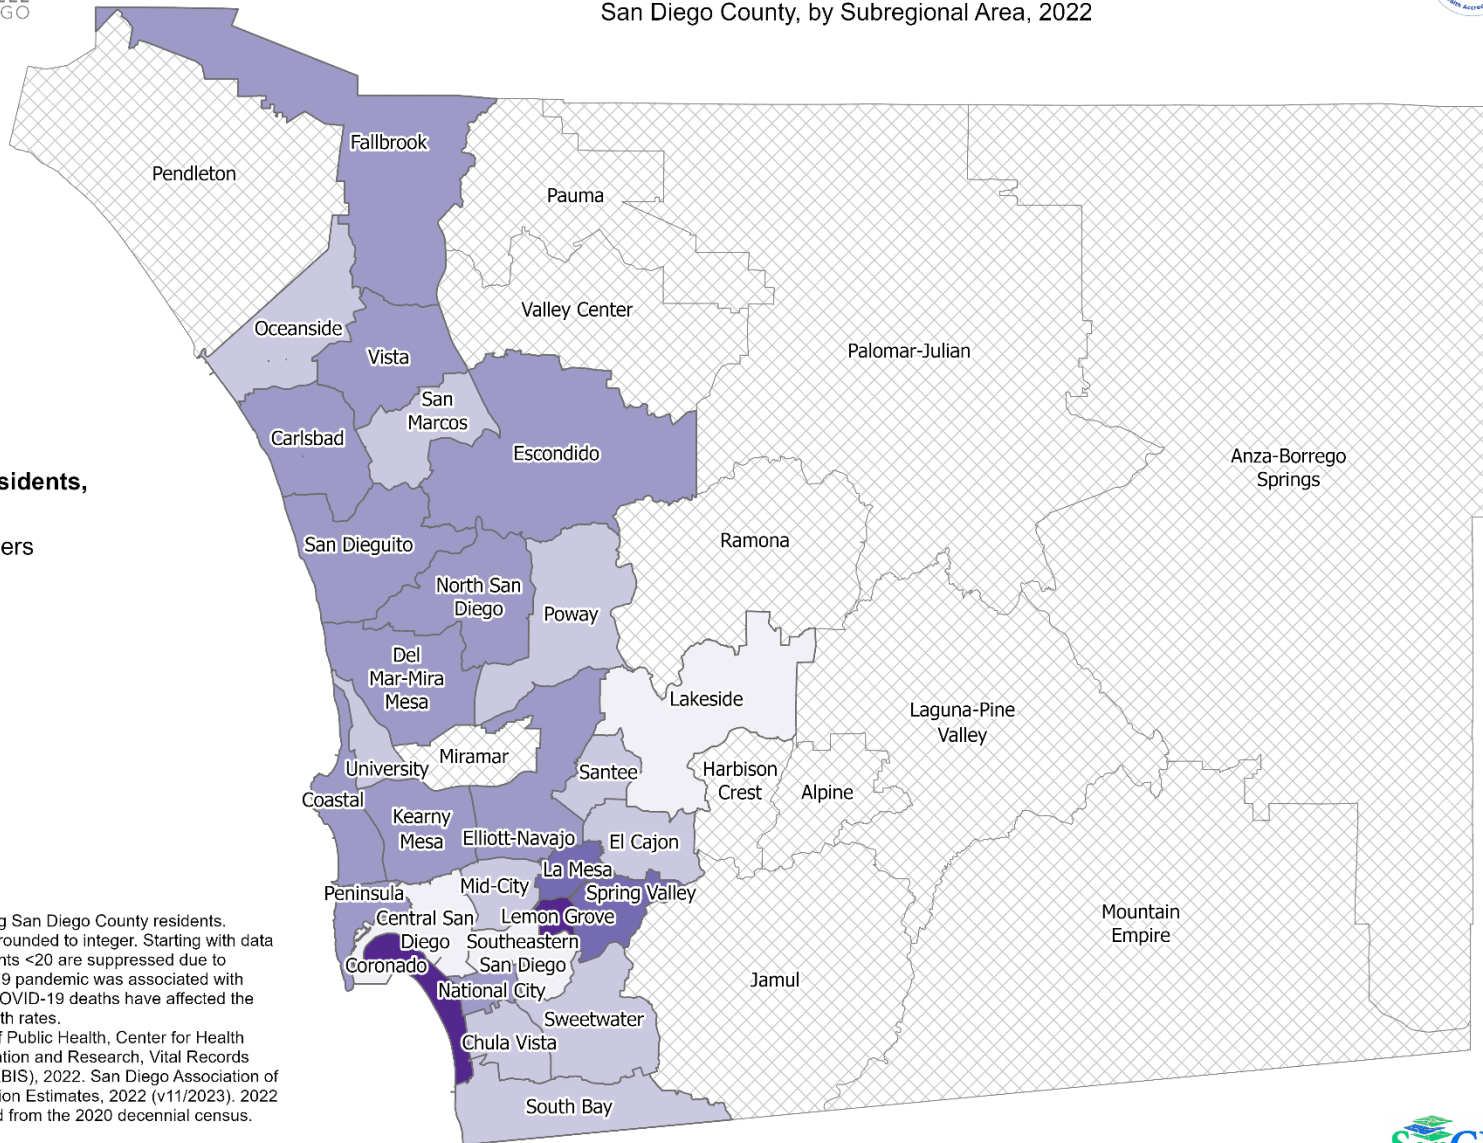 GO
San Diego County, by Subregional Area, 2022
Fallbrook
Pendleton
Pauma
Valley Center
Oceanside
Vista
Palomar-Julian
San
Marcos
Carlsbad
Escondido
Anza-Borrego
Springs
sidents,
San Dieguito
Ramona
ers
North San
Diego
Poway
Del
Mar-Mira
Mesa
Lakeside
Laguna-Pine
Valley
Miramar
University
Santee
Harbison
Crest
Alpine
Coastal
Kearny
Mesa
Elliott-Navajo
El Cajon
La Mesa
Mid-City
Spring Valley
Peninsula
Central San
Diego
Lemon Grove
Southeastern
San Diego
Coronado
National City
Jamul
Mountain
Empire
Sweetwater
Chula Vista
South Bay
g San Diego County residents.
rounded to integer. Starting with data
nts <20 are suppressed due to
9 pandemic was associated with
OVID-19 deaths have affected the
th rates.
f Public Health, Center for Health
ation and Research, Vital Records
BIS), 2022. San Diego Association of
ion Estimates, 2022 (v11/2023). 2022
d from the 2020 decennial census.